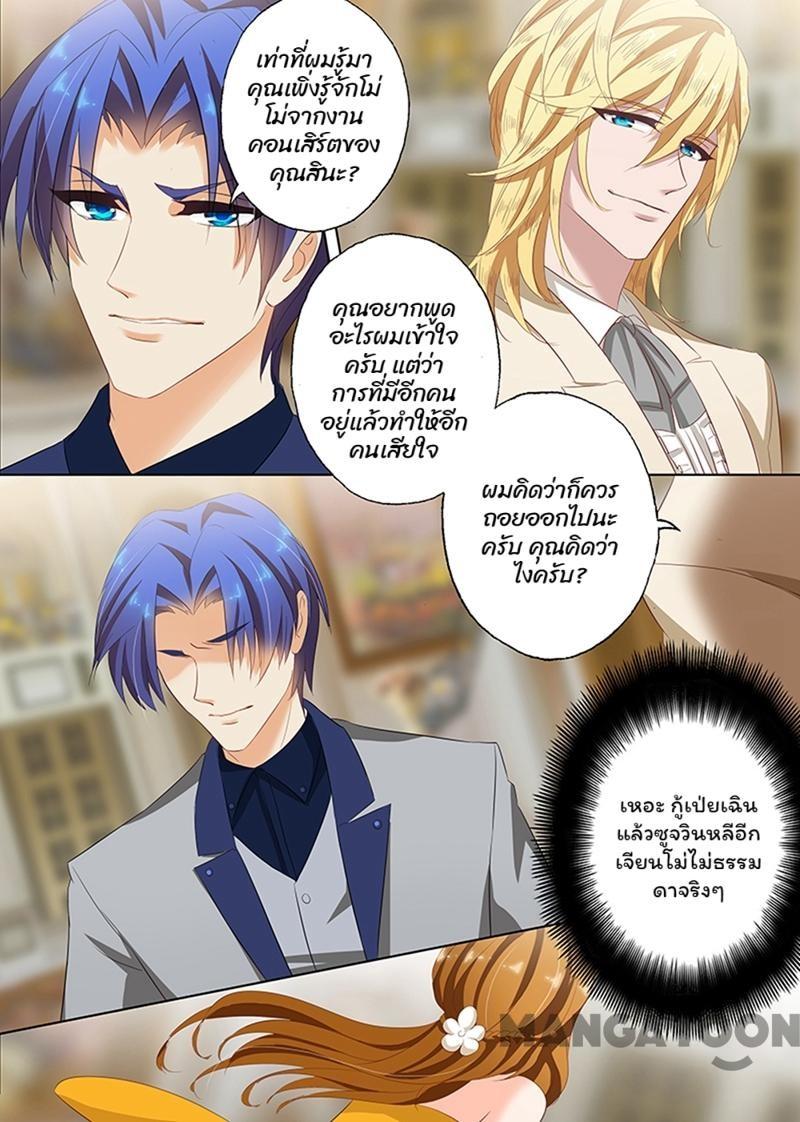 เท่าที่ผมรู้มา
คุณเพิ่งรู้จักโม่
โม่จากงาน
คอนเสิร์ตของ
คุณสินะ?
คุณอยากพูด
อะไรผมเข้าใจ
ครับ แต่ว่า
การที่มีอีกคน
อยู่แล้วทำให้อีก
คนเสียใจ
ผมคิดว่าก็ควร
ถอยออกไปนะ
ครับ คุณคิดว่า
ไงครับ?
เหอะ กู้เป่ยเฉิน
แล้วซูจวินหลีอีก
เจียนโม่ไม่ธรรม
ดาจริงๆ
MANGATOON